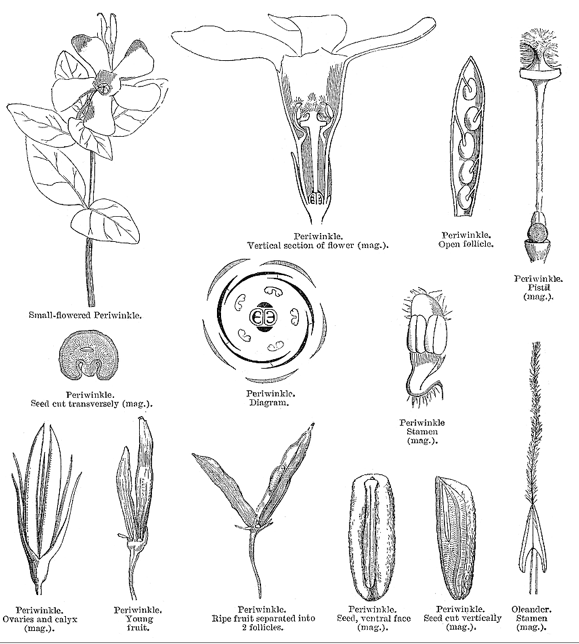 Periwinkle.
Vertical section of flower (mag.).
Periwinkle.
Open follicle.
Periwinkle.
Pistil
(mag.).
Small-flowered Periwinkle.
Periwinkle.
Seed cut transversely (mag.).
Periwinkle.
Diagram.
Periwinkle
Stamen
(mag.).
Periwinkle.
Ovaries and calyx
(mag.).
Periwinkle.
Young
fruit.
Periwinkle.
Ripe fruit separated into
2 follicles.
Periwinkle.
Seed, ventral face
(mag.).
Periwinkle.
Seed cut vertically
(mag.).
Oleander.
Stamen
(mag.).